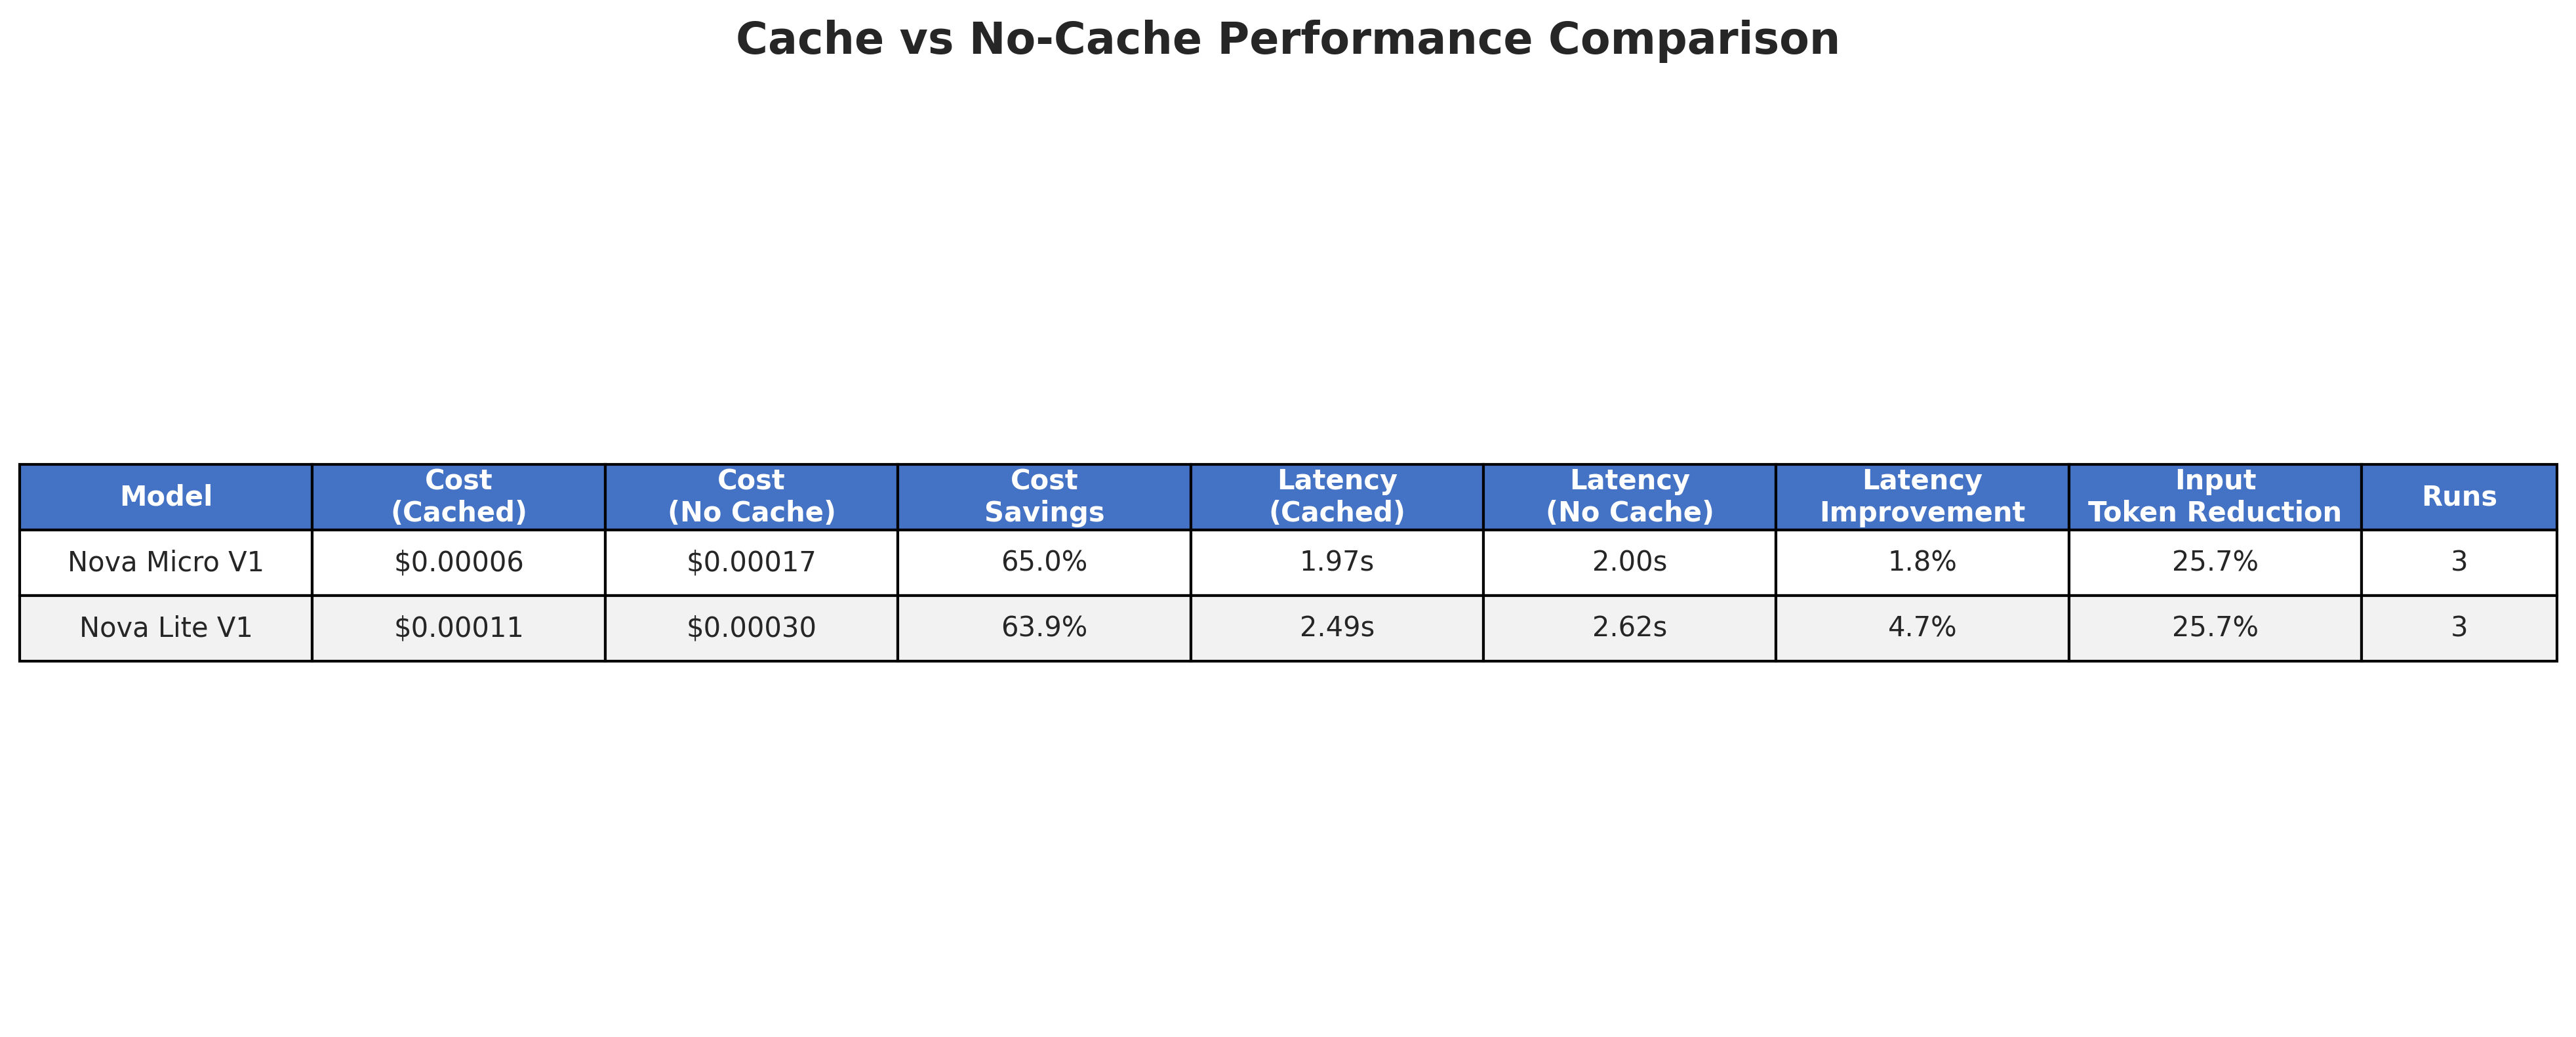 Cache vs No-Cache Performance Comparison
Model Cost (Cached) Cost (No Cache) Cost Savings Latency (Cached) Latency (No Cache) Latency Improvement Input Token Reduction Runs
Nova Micro V1 $0.00006 $0.00017 65.0% 1.97s 2.00s 1.8% 25.7% 3
Nova Lite V1 $0.00011 $0.00030 63.9% 2.49s 2.62s 4.7% 25.7% 3